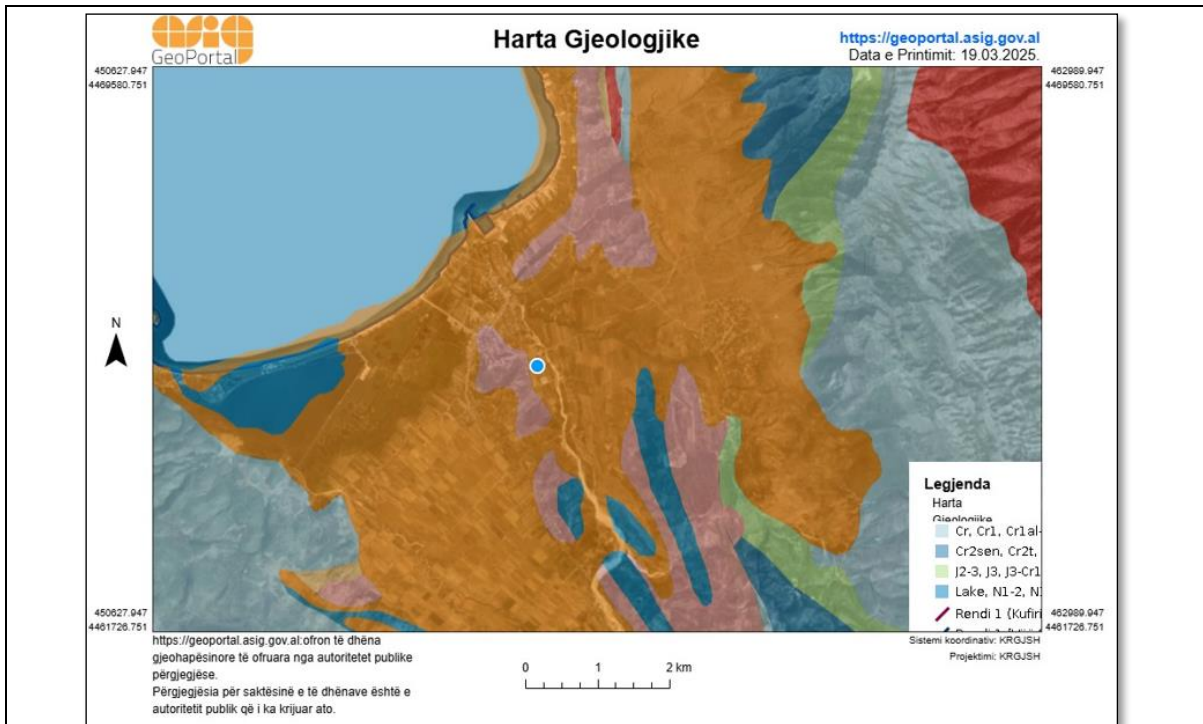 asig
GeoPortal
Harta Gjeologjike
https://geoportal.asig.gov.al
Data e Printimit: 19.03.2025.
450627.947
4469580.751
462989.947
4469580.751
N
Legjenda
Harta
Gjeologjike
Cr, Cr1, Cr1al-
Cr2sen, Cr2t,
J2-3, J3, J3-Cr1
Lake, N1-2, N1
Rendi 1 (Kufiri
450627.947
4461726.751
462989.947
4461726.751
https://geoportal.asig.gov.al:ofron të dhëna
gjeohapësinore të ofruara nga autoritetet publike
përgjegjëse.
Përgjegjësia për saktësinë e të dhënave është e
autoritetit publik që i ka krijuar ato.
0 1 2 km
Sistemi koordinativ: KRGJSH
Projektimi: KRGJSH